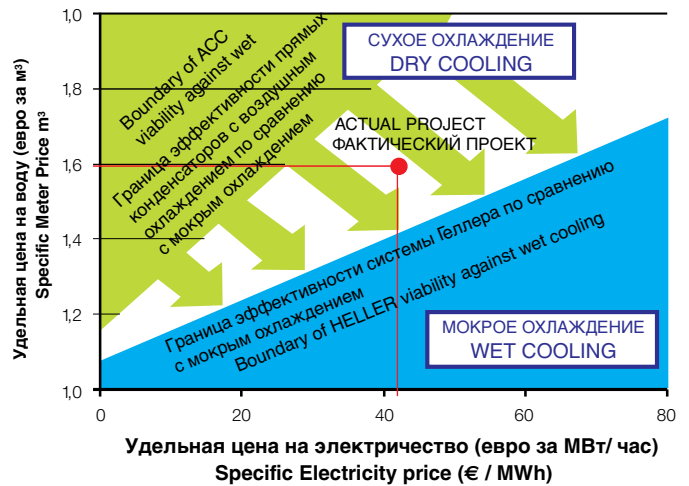 Удельная цена на воду (евро за м³)
Specific Meter Price m³
1,8
1,6
1,4
1,2
1,0
0
20
40
60
80
Boundary of ACC
viability against wet
Граница эффективности прямых
конденсаторов с воздушным
охлаждением по сравнению
с мокрым охлаждением
СУХОЕ ОХЛАЖДЕНИЕ
DRY COOLING
ACTUAL PROJECT
ФАКТИЧЕСКИЙ ПРОЕКТ
Граница эффективности системы Геллера по сравнению
с мокрым охлаждением
Boundary of HELLER viability against wet cooling
МОКРОЕ ОХЛАЖДЕНИЕ
WET COOLING
Удельная цена на электричество (евро за МВт/ час)
Specific Electricity price (€ / MWh)